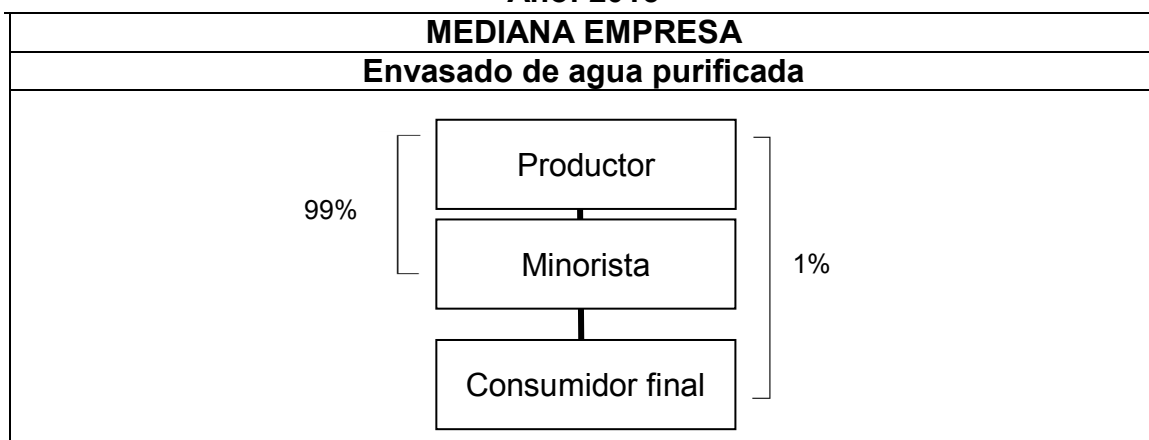 MEDIANA EMPRESA
Envasado de agua purificada
Productor
99%
Minorista
1%
Consumidor final